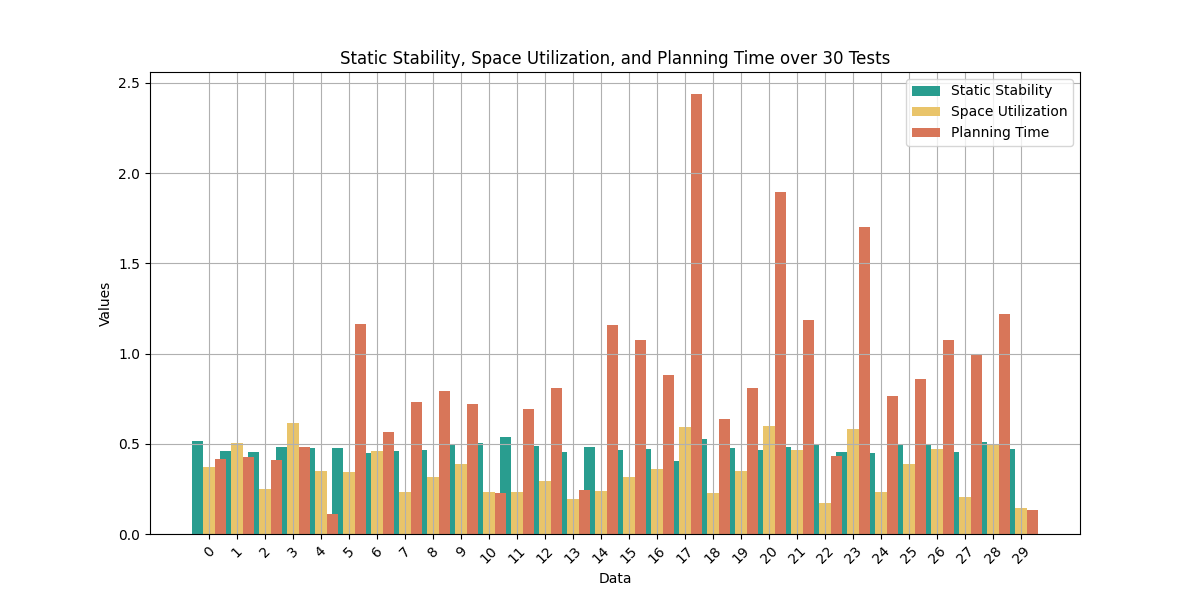 Static Stability, Space Utilization, and Planning Time over 30 Tests
Static Stability
Space Utilization
Planning Time
2.5
2.0
1.5
1.0
0.5
0.0
Values
0 1 2 3 4 5 6 7 8 9 10 11 12 13 14 15 16 17 18 19 20 21 22 23 24 25 26 27 28 29
Data